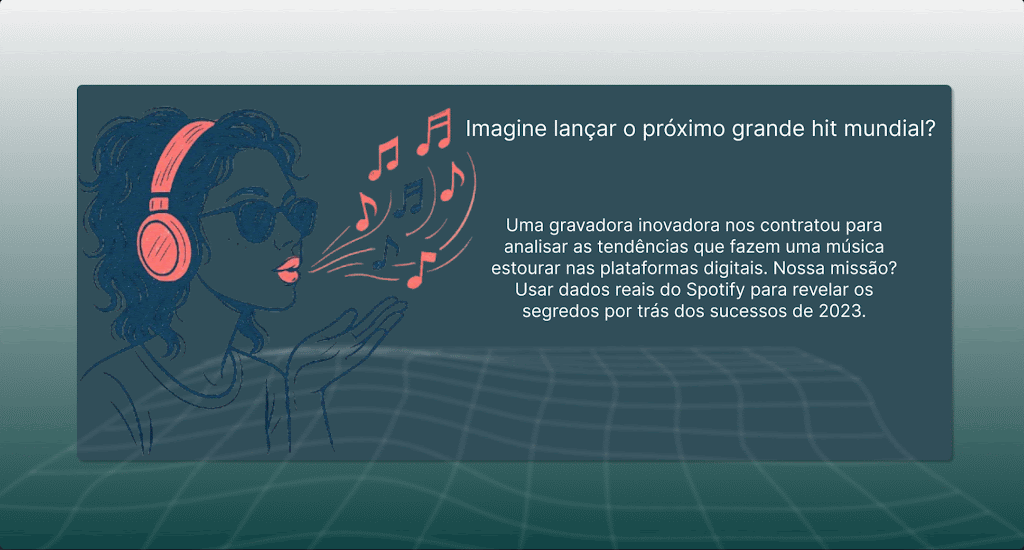 Imagine lançar o próximo grande hit mundial?
Uma gravadora inovadora nos contratou para
analisar as tendências que fazem uma música
estourar nas plataformas digitais. Nossa missão?
Usar dados reais do Spotify para revelar os
segredos por trás dos sucessos de 2023.